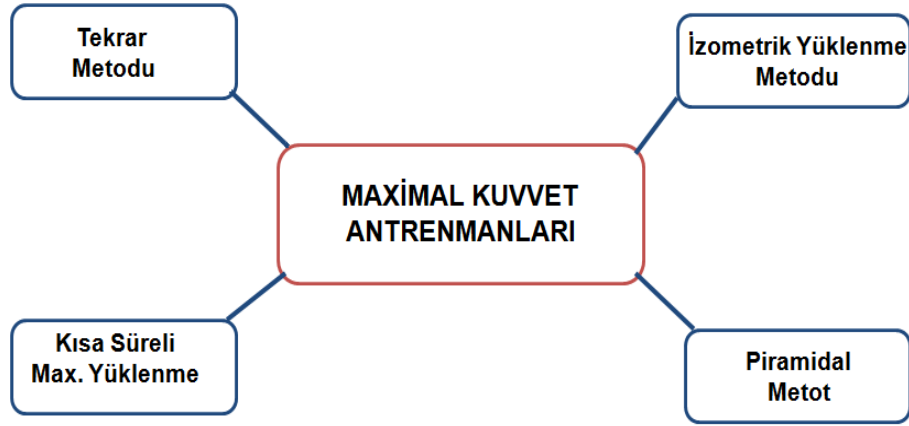 Tekrar
Metodu
İzometrik Yüklenme
Metodu
MAXİMAL KUVVET
ANTRENMANLARI
Kısa Süreli
Max. Yüklenme
Piramidal
Metot